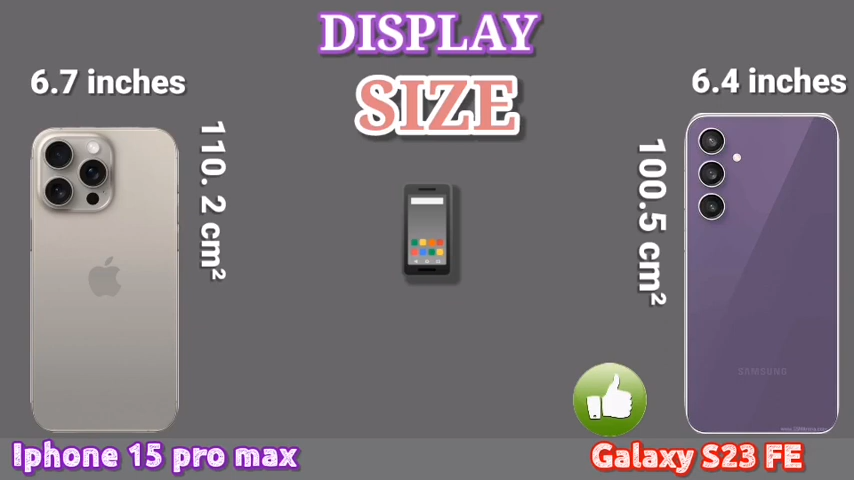 DISPLAY
SIZE
6.7 inches
110. 2 cm²
6.4 inches
100.5 cm²
SAMSUNG
Iphone 15 pro max
Galaxy S23 FE